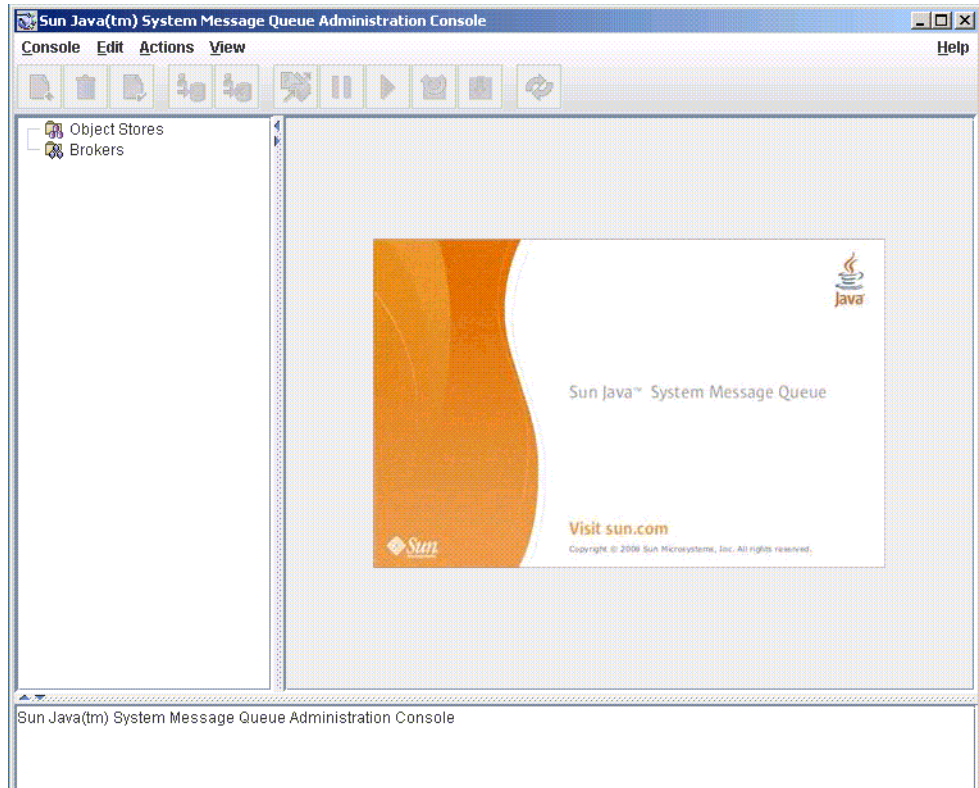 Sun Java(tm) System Message Queue Administration Console
Console Edit Actions View Help
Object Stores
Brokers
Java
Sun Java™ System Message Queue
Visit sun.com
Copyright © 2008 Sun Microsystems, Inc. All rights reserved.
Sun
Sun Java(tm) System Message Queue Administration Console